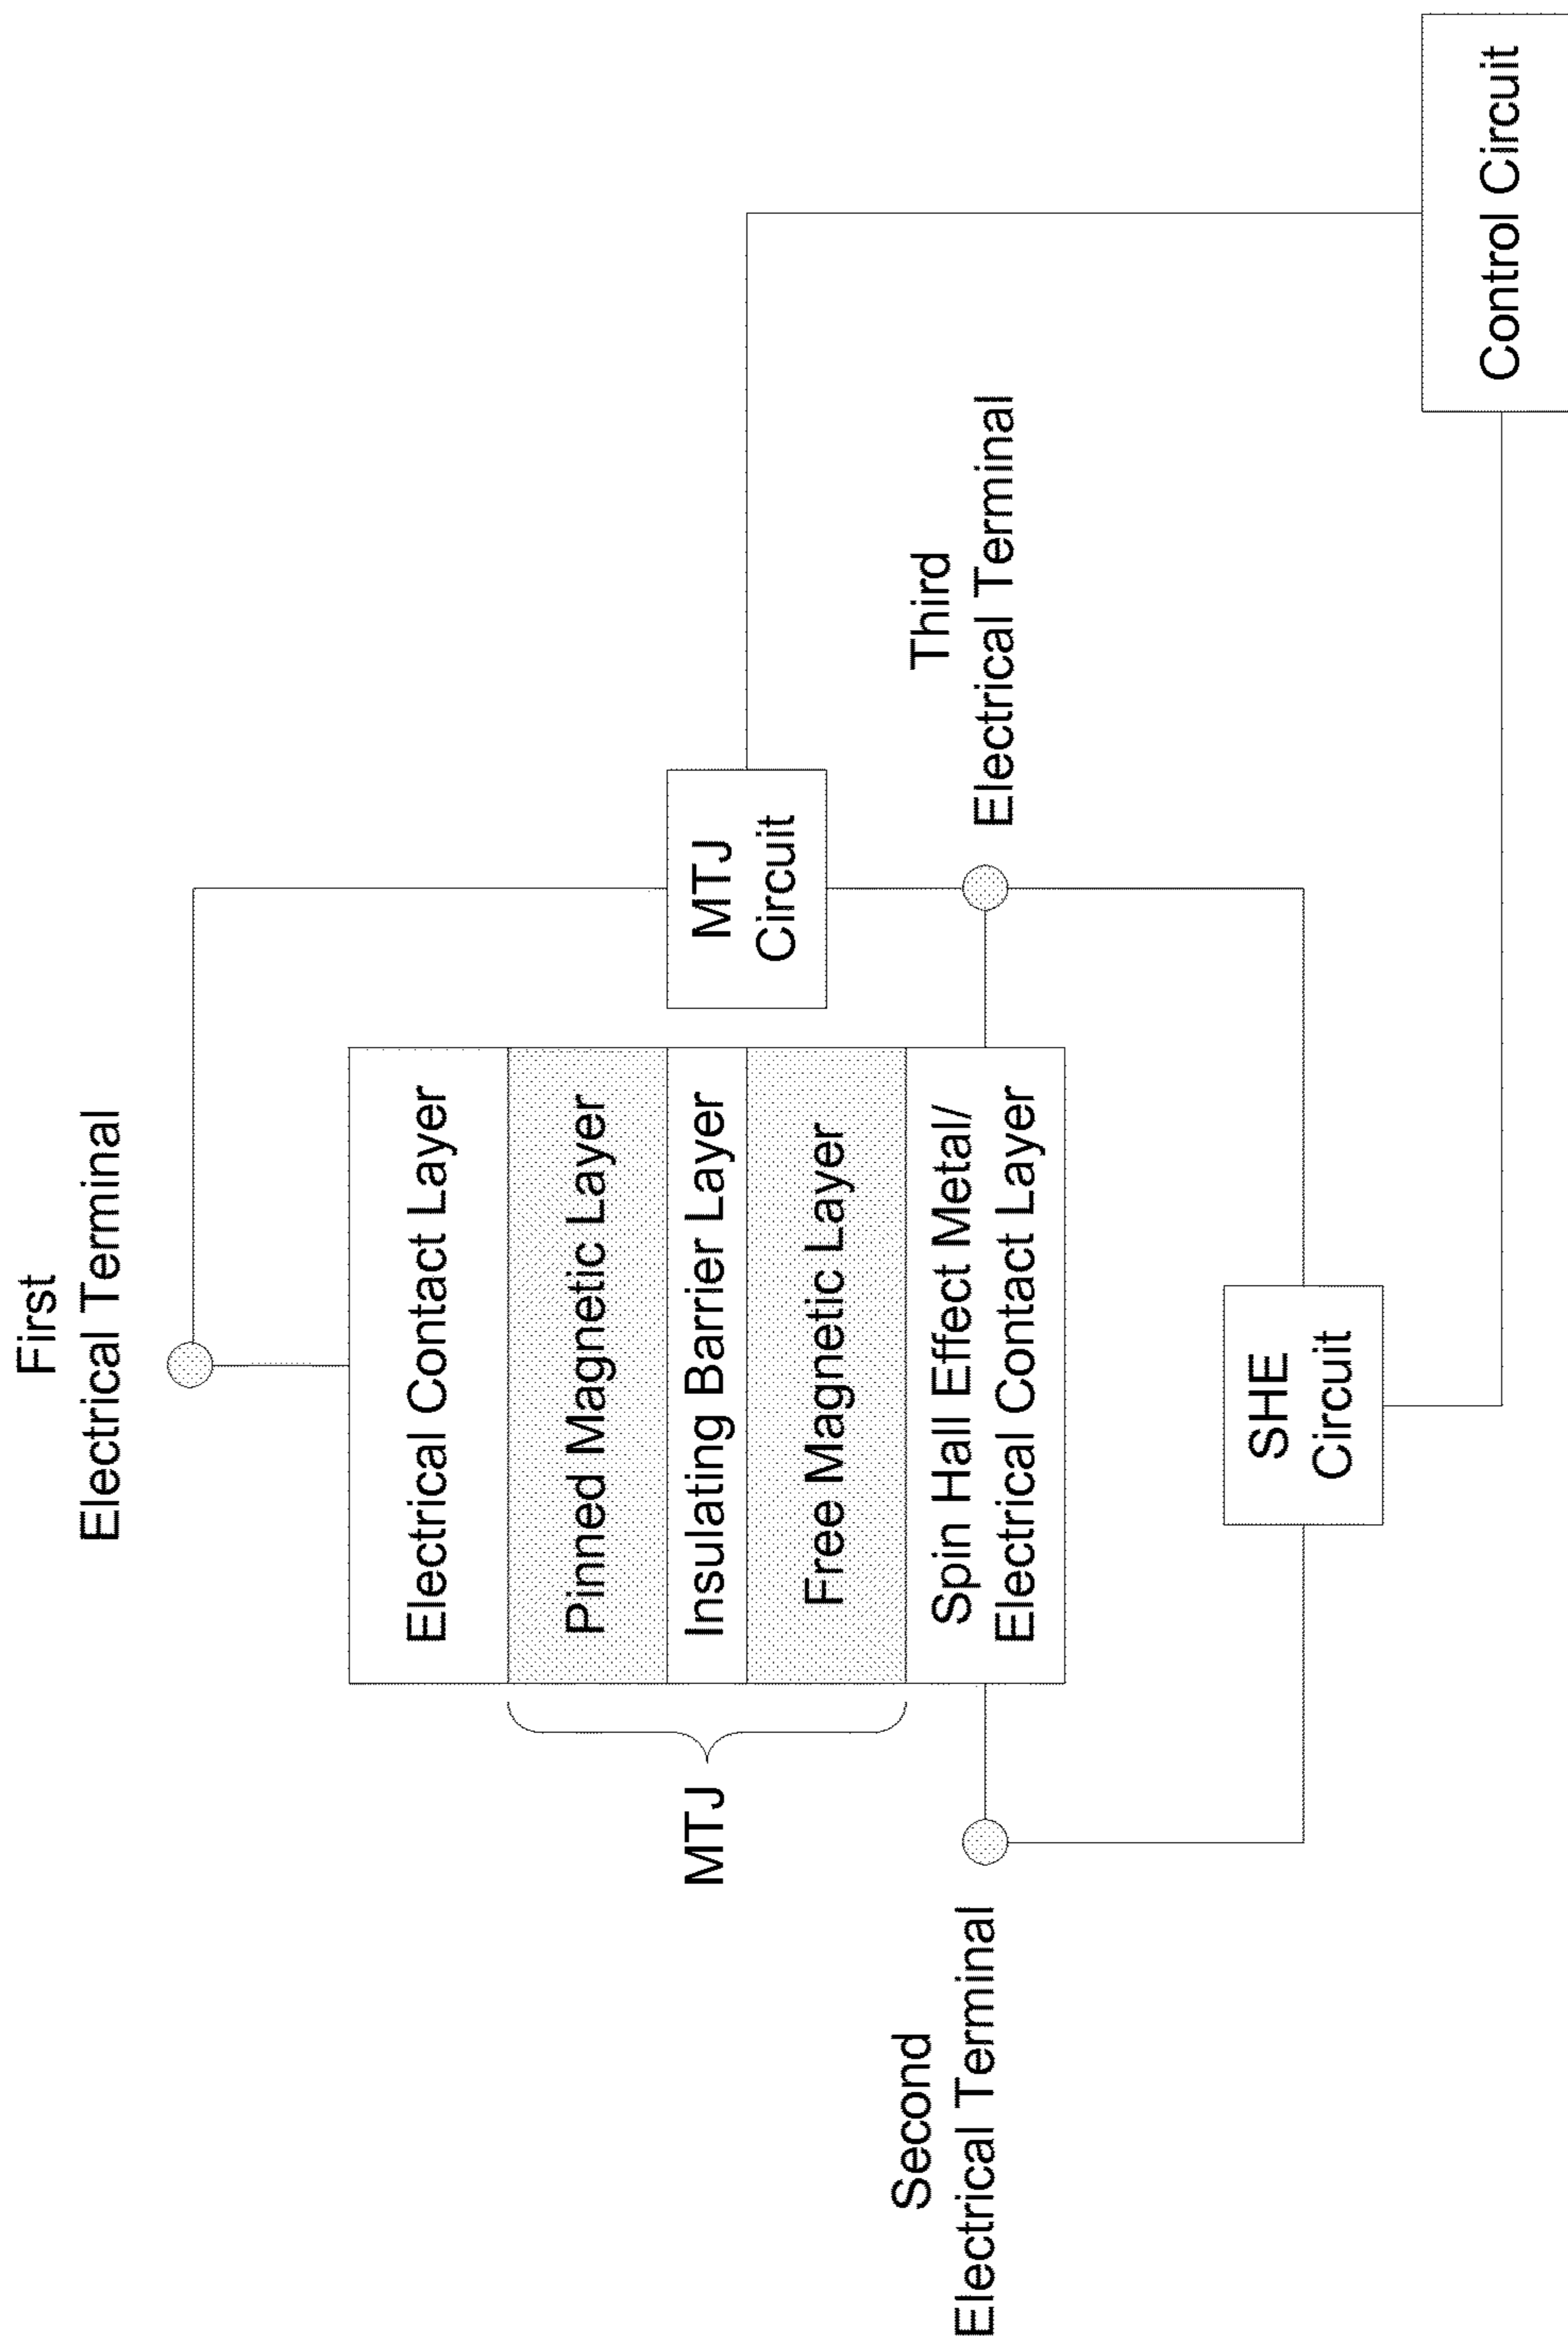 First
Electrical Terminal
Electrical Contact Layer
Pinned Magnetic Layer
Insulating Barrier Layer
Free Magnetic Layer
Spin Hall Effect Metal/
Electrical Contact Layer
MTJ
MTJ
Circuit
Second
Electrical Terminal
Third
Electrical Terminal
SHE
Circuit
Control Circuit